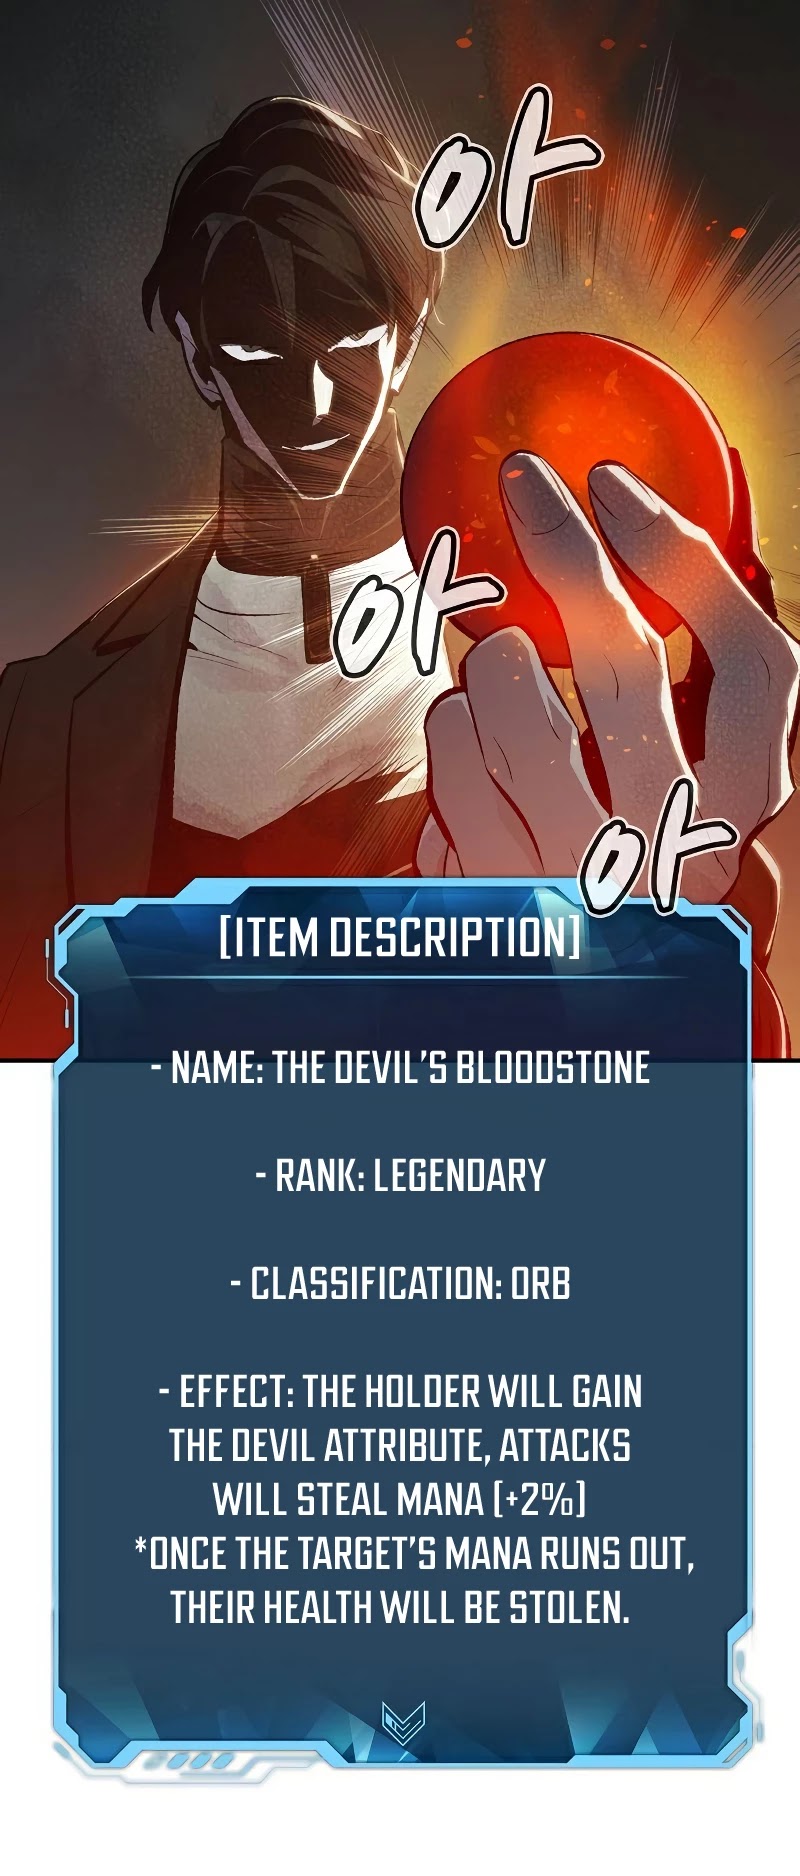 아
아
아
[ITEM DESCRIPTION]
- NAME: THE DEVIL'S BLOODSTONE
- RANK: LEGENDARY
- CLASSIFICATION: ORB
- EFFECT: THE HOLDER WILL GAIN
THE DEVIL ATTRIBUTE, ATTACKS
WILL STEAL MANA [+2%]
*ONCE THE TARGET'S MANA RUNS OUT,
THEIR HEALTH WILL BE STOLEN.